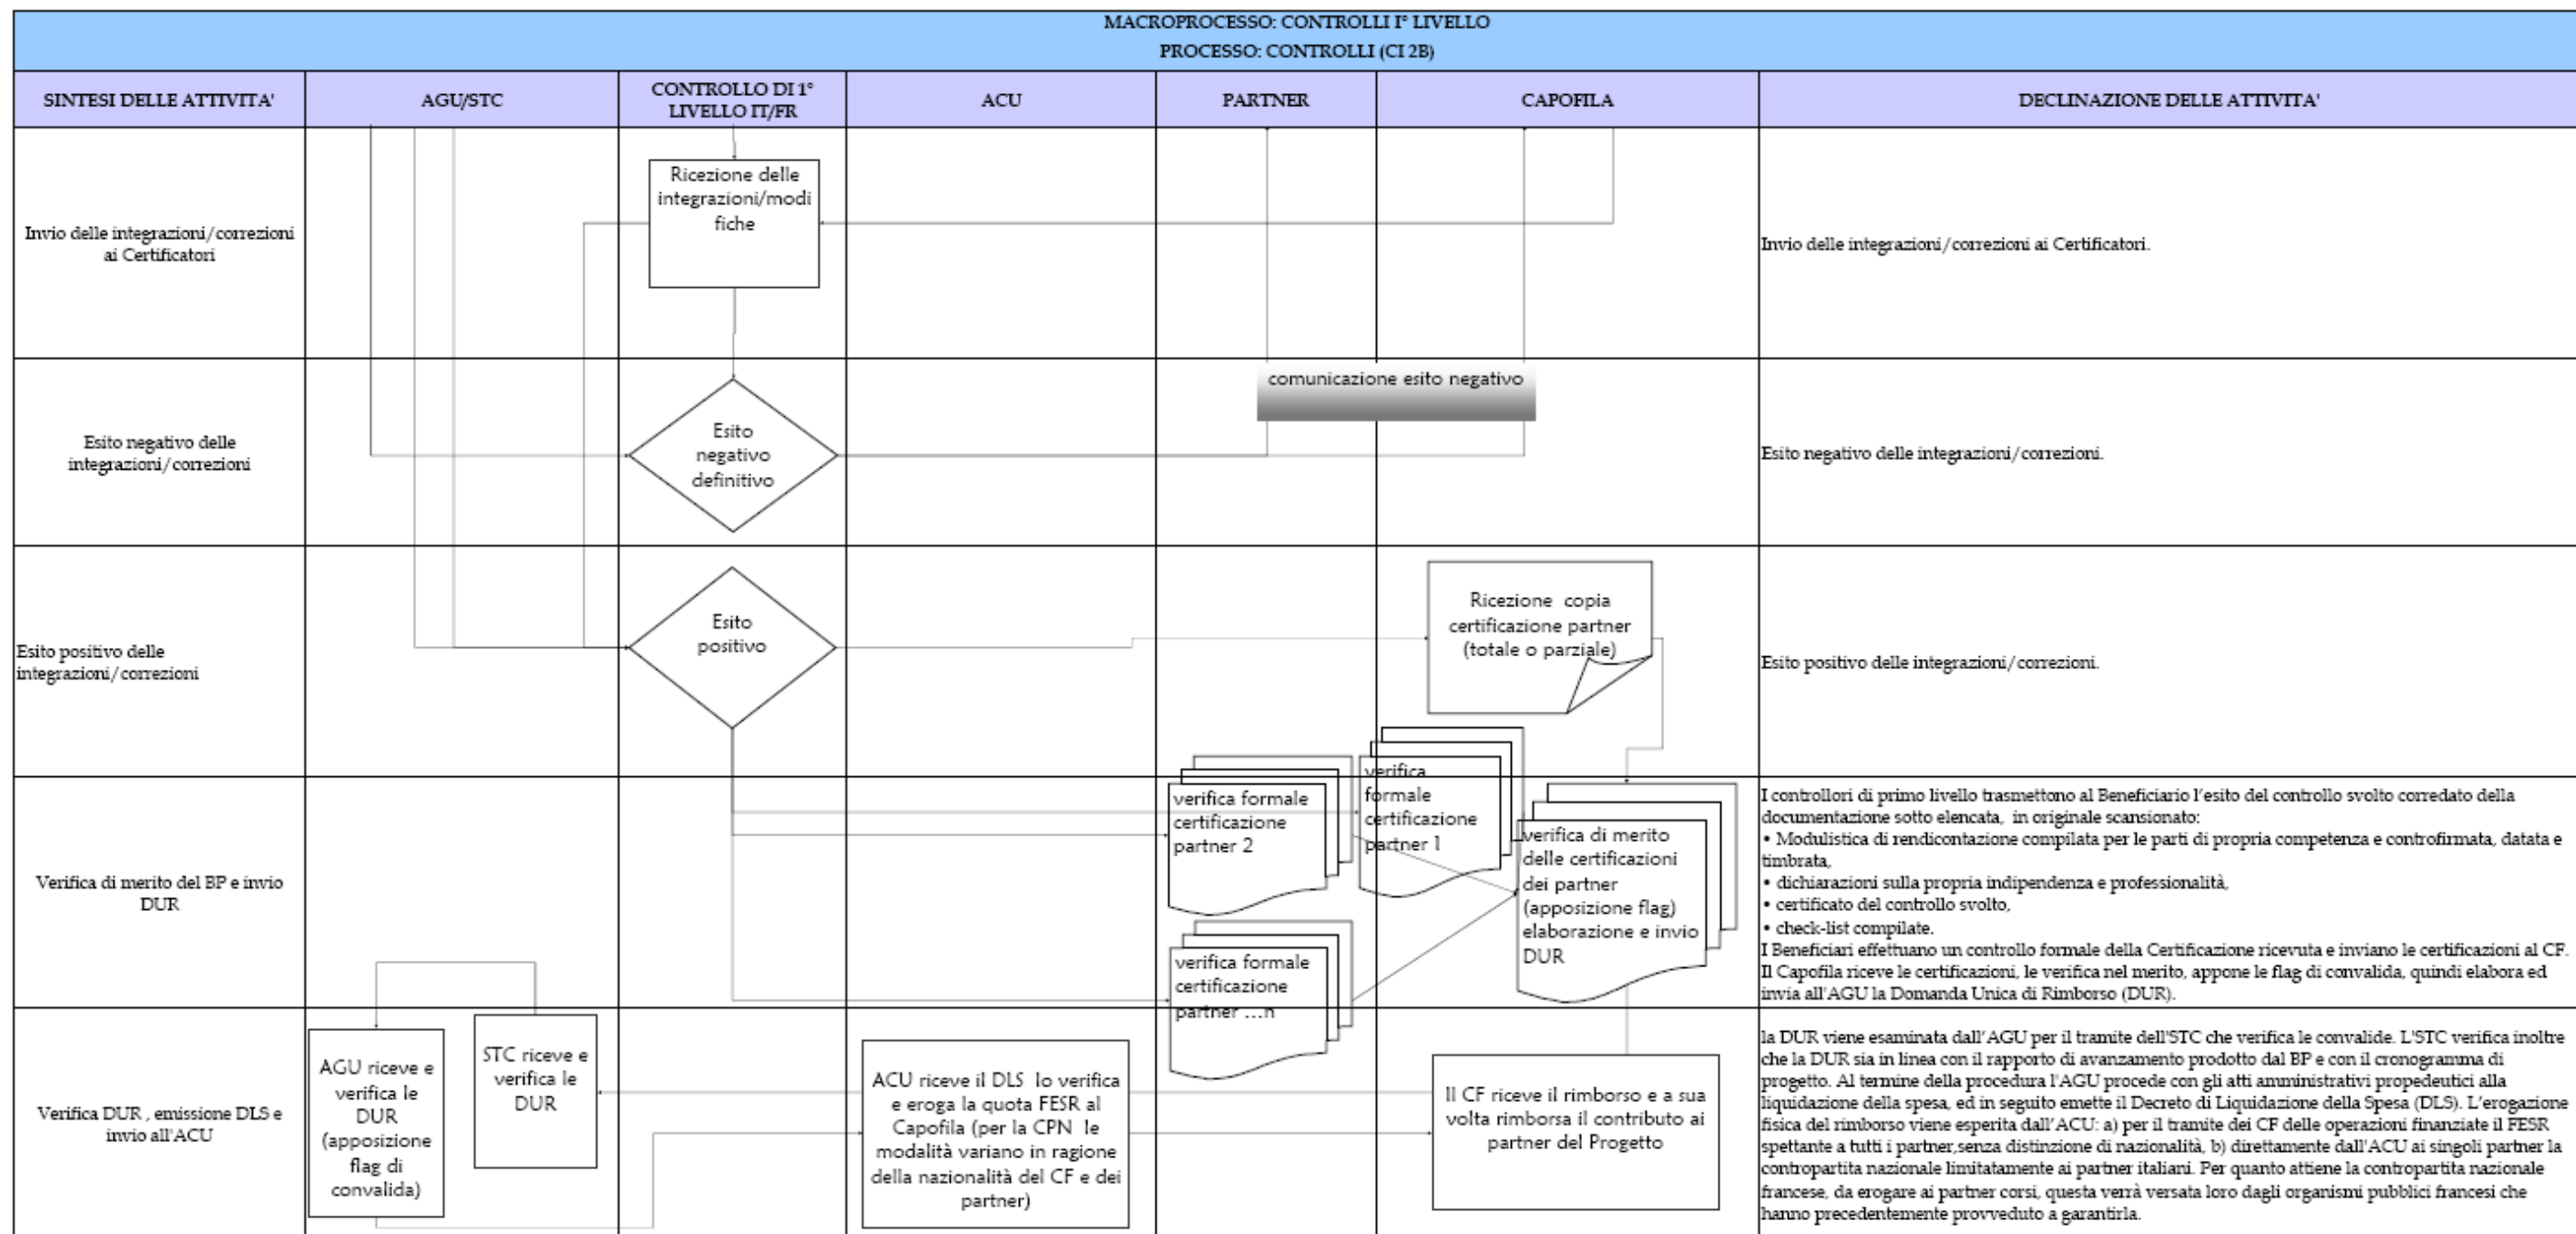 MACROPROCESSO: CONTROLLI I° LIVELLO
PROCESSO: CONTROLLI (CI 2B)
SINTESI DELLE ATTIVITA'
AGU/STC
CONTROLLO DI 1°
LIVELLO IT/FR
ACU
PARTNER
CAPOFILA
DECLINAZIONE DELLE ATTIVITA'
Invio delle integrazioni/correzioni
ai Certificatori
Ricezione delle
integrazioni/modi
fiche
Invio delle integrazioni/correzioni ai Certificatori.
Esito negativo delle
integrazioni/correzioni
Esito
negativo
definitivo
comunicazione esito negativo
Esito negativo delle integrazioni/correzioni.
Esito positivo delle
integrazioni/correzioni
Esito
positivo
Ricezione copia
certificazione partner
(totale o parziale)
Esito positivo delle integrazioni/correzioni.
Verifica di merito del BP e invio
DUR
verifica formale
certificazione
partner 2
verifica
formale
certificazione
partner 1
verifica di merito
delle certificazioni
dei partner
(apposizione flag)
elaborazione e invio
DUR
verifica formale
certificazione
partner ...n
I controllori di primo livello trasmettono al Beneficiario l'esito del controllo svolto corredato della
documentazione sotto elencata, in originale scansionato:
• Modulistica di rendicontazione compilata per le parti di propria competenza e controfirmata, datata e
timbrata,
• dichiarazioni sulla propria indipendenza e professionalità,
• certificato del controllo svolto,
• check-list compilate.
I Beneficiari effettuano un controllo formale della Certificazione ricevuta e inviano le certificazioni al CF.
Il Capofila riceve le certificazioni, le verifica nel merito, appone le flag di convalida, quindi elabora ed
invia all'AGU la Domanda Unica di Rimborso (DUR).
Verifica DUR , emissione DLS e
invio all'ACU
AGU riceve e
verifica le
DUR
(apposizione
flag di
convalida)
STC riceve e
verifica le
DUR
ACU riceve il DLS lo verifica
e eroga la quota FESR al
Capofila (per la CPN le
modalità variano in ragione
della nazionalità del CF e dei
partner)
Il CF riceve il rimborso e a sua
volta rimborsa il contributo ai
partner del Progetto
la DUR viene esaminata dall'AGU per il tramite dell'STC che verifica le convalide. L'STC verifica inoltre
che la DUR sia in linea con il rapporto di avanzamento prodotto dal BP e con il cronogramma di
progetto. Al termine della procedura l'AGU procede con gli atti amministrativi propedeutici alla
liquidazione della spesa, ed in seguito emette il Decreto di Liquidazione della Spesa (DLS). L'erogazione
fisica del rimborso viene esperita dall'ACU: a) per il tramite dei CF delle operazioni finanziate il FESR
spettante a tutti i partner,senza distinzione di nazionalità, b) direttamente dall'ACU ai singoli partner la
contropartita nazionale limitatamente ai partner italiani. Per quanto attiene la contropartita nazionale
francese, da erogare ai partner corsi, questa verrà versata loro dagli organismi pubblici francesi che
hanno precedentemente provveduto a garantirla.